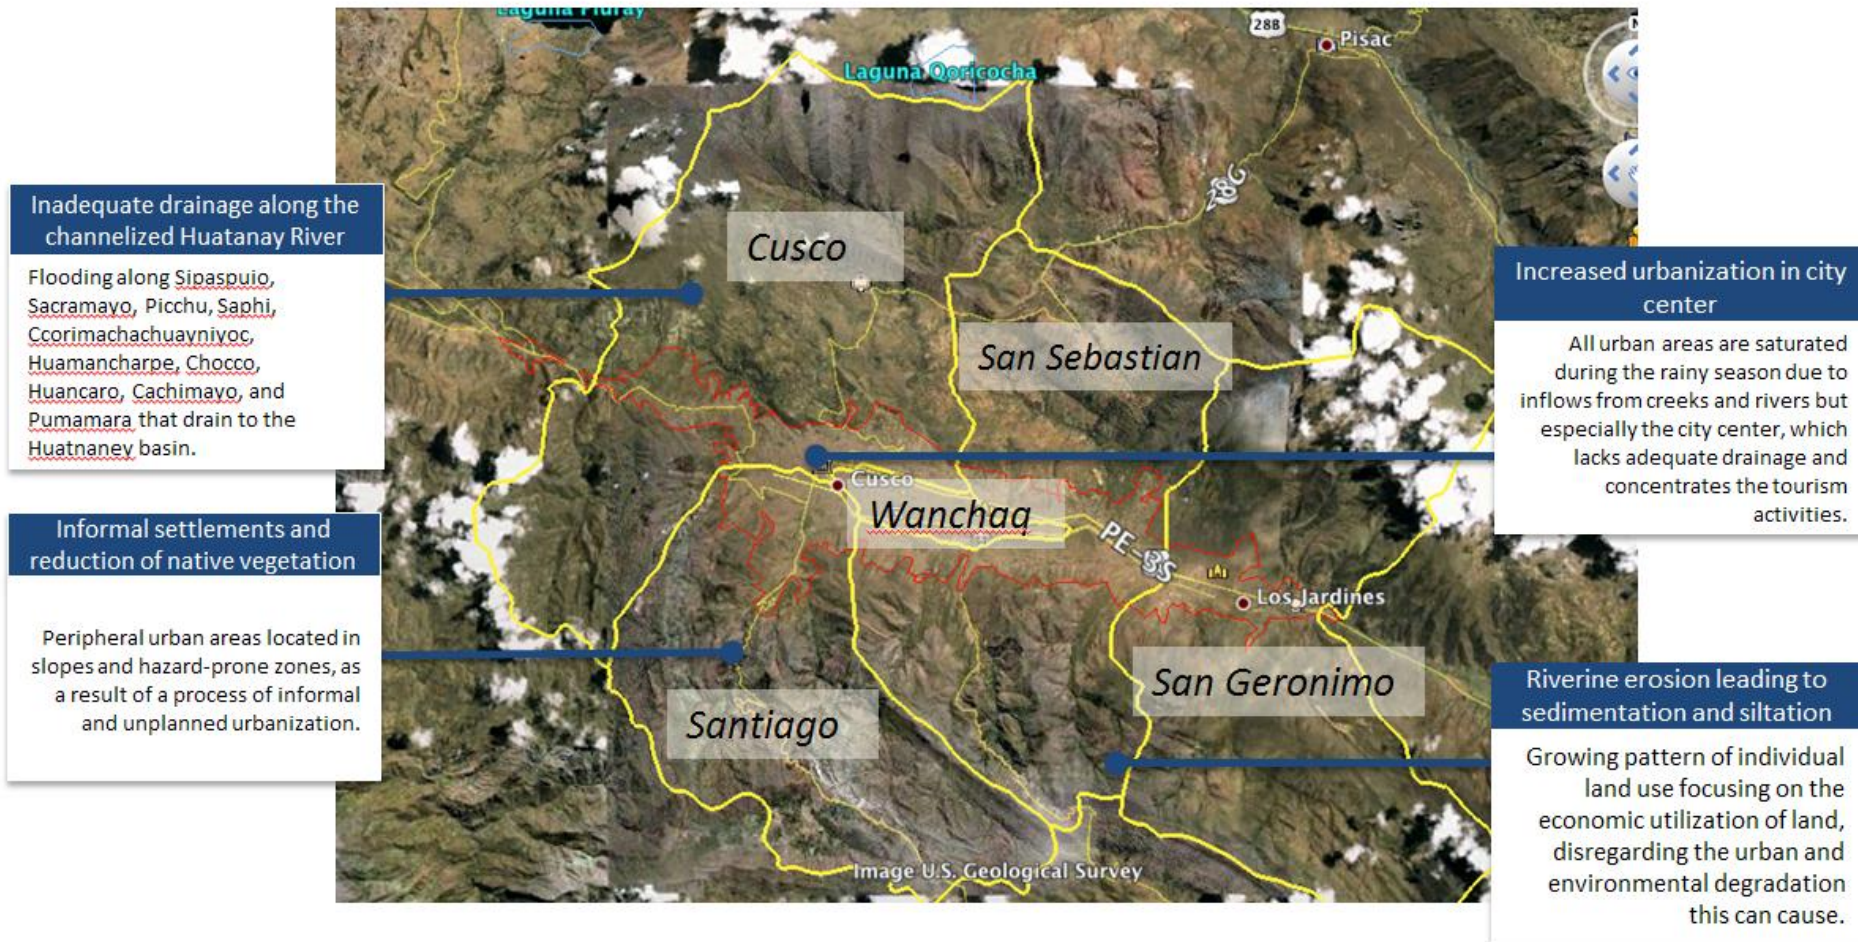 Laguna Piuray
28B
Pisac
Laguna Qoricocha
28G
Inadequate drainage along the
channelized Huatanay River
Flooding along Sipaspuio,
Sacramayo, Picchu, Saphi,
Ccorimachachuayniyoc,
Huamancharpe, Chocco,
Huancaro, Cachimayo, and
Pumamara that drain to the
Huatnaney basin.
Cusco
San Sebastian
Increased urbanization in city
center
All urban areas are saturated
during the rainy season due to
inflows from creeks and rivers but
especially the city center, which
lacks adequate drainage and
concentrates the tourism
activities.
Cusco
Wanchaq
PE-3S
Los Jardines
Informal settlements and
reduction of native vegetation
Peripheral urban areas located in
slopes and hazard-prone zones, as
a result of a process of informal
and unplanned urbanization.
San Geronimo
Santiago
Riverine erosion leading to
sedimentation and siltation
Growing pattern of individual
land use focusing on the
economic utilization of land,
disregarding the urban and
environmental degradation
this can cause.
Image U.S. Geological Survey